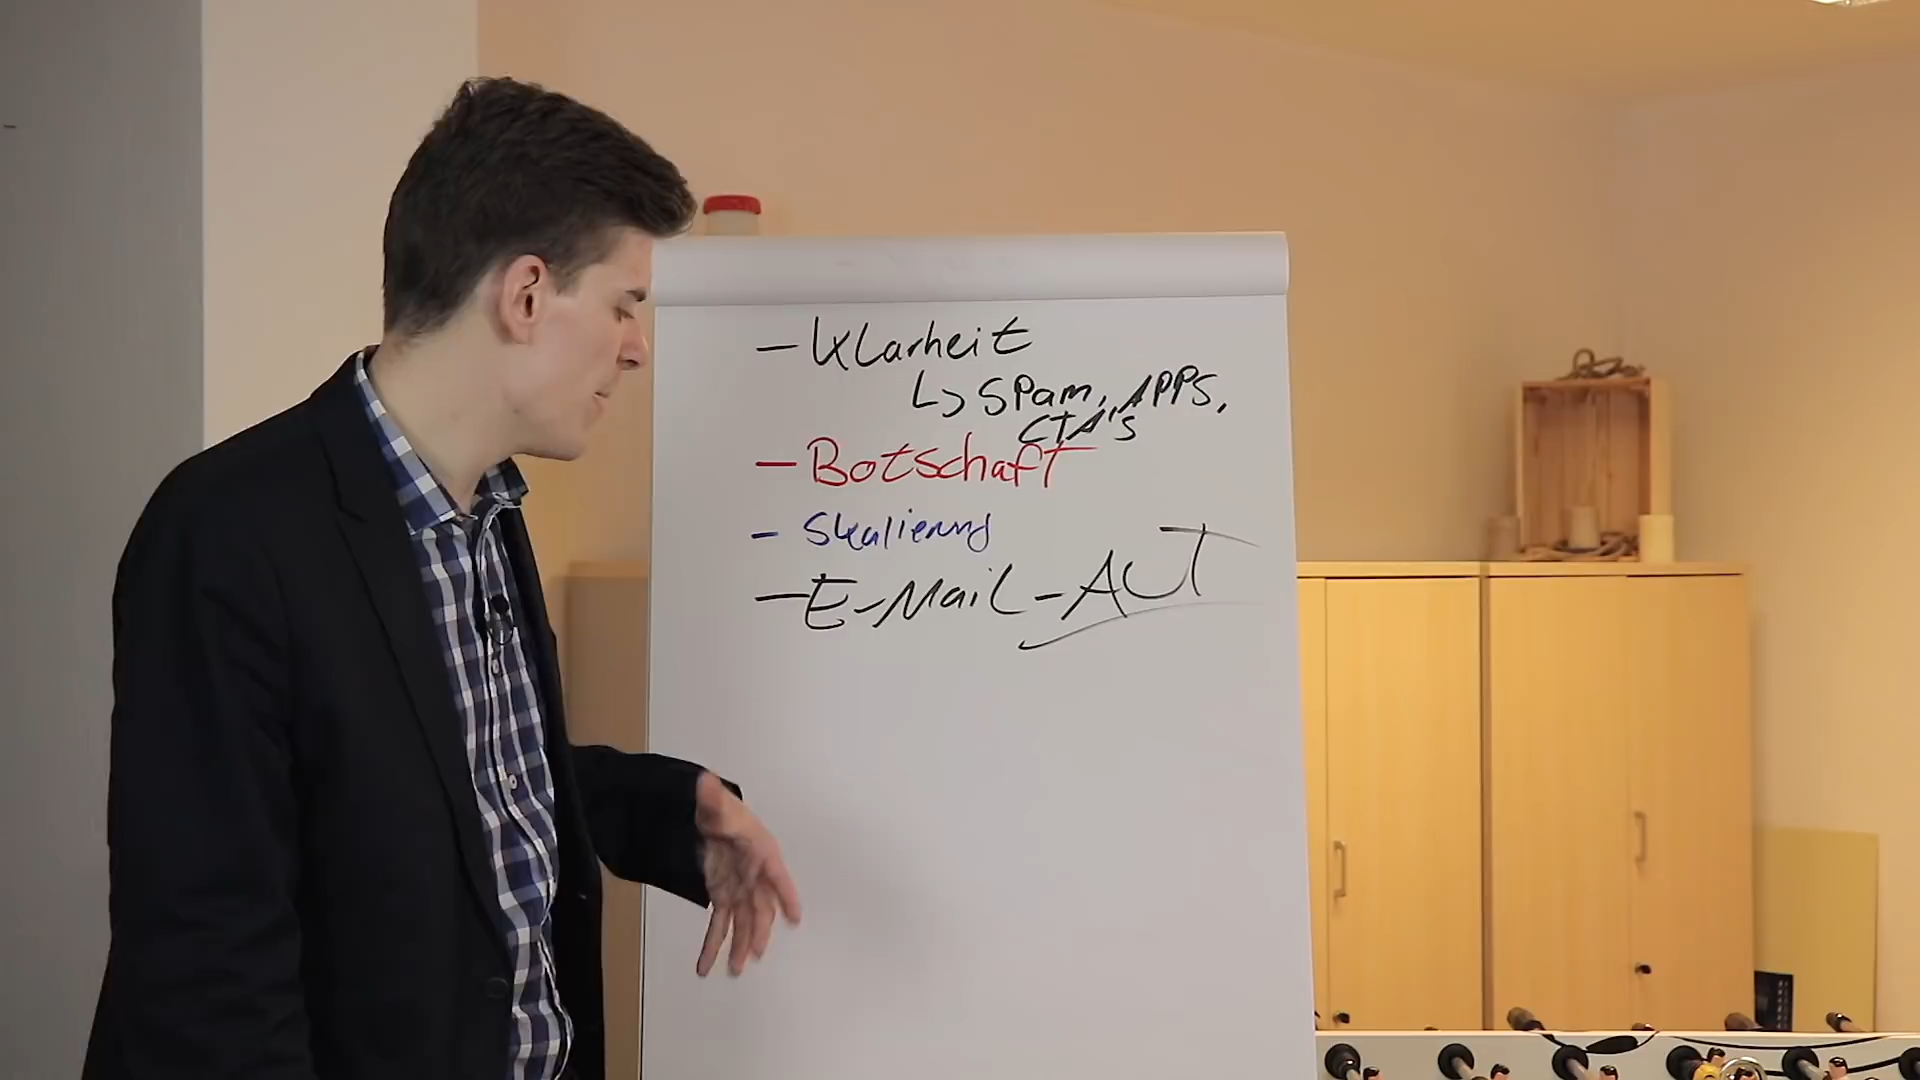 - Klarheit
↳ Spam, APPS,
CTA's
- Botschaft
- Skalierung
- E-Mail-AUT